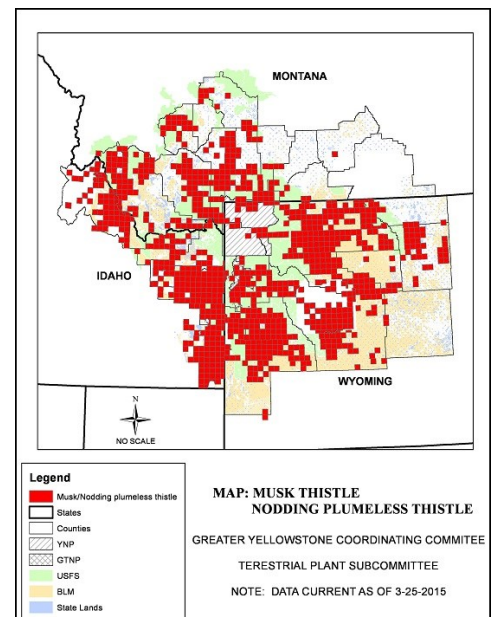 MONTANA
IDAHO
WYOMING
N
NO SCALE
Legend
Musk/Nodding plumeless thistle
States
Counties
YNP
GTNP
USFS
BLM
State Lands
MAP: MUSK THISTLE
NODDING PLUMELESS THISTLE
GREATER YELLOWSTONE COORDINATING COMMITEE
TERESTRIAL PLANT SUBCOMMITTEE
NOTE: DATA CURRENT AS OF 3-25-2015